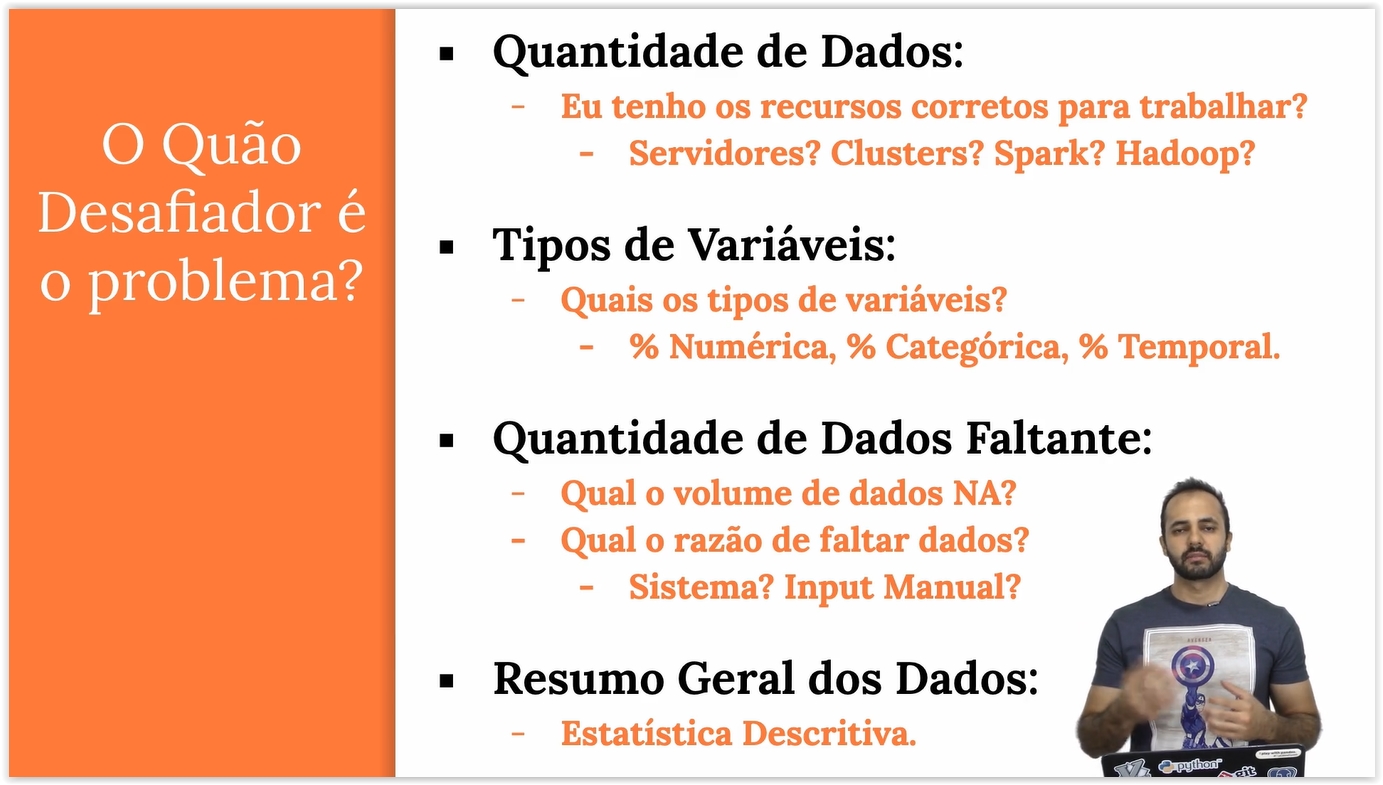 O Quão
Desafiador é
o problema?
▪ Quantidade de Dados:
- Eu tenho os recursos corretos para trabalhar?
- Servidores? Clusters? Spark? Hadoop?
▪ Tipos de Variáveis:
- Quais os tipos de variáveis?
- % Numérica, % Categórica, % Temporal.
▪ Quantidade de Dados Faltante:
- Qual o volume de dados NA?
- Qual o razão de faltar dados?
- Sistema? Input Manual?
▪ Resumo Geral dos Dados:
- Estatística Descritiva.
python
git